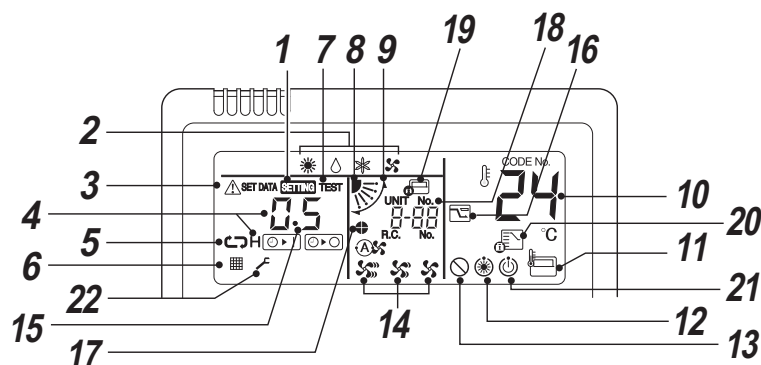 1 7 8 9 19 18 16
2
3
4
5
6
22
15
17
14
10
20
11
21
12
13
SET DATA SETTING TEST
CODE No.
UNIT No.
0.5
8-88
24
R.C. No.
H
°C
A